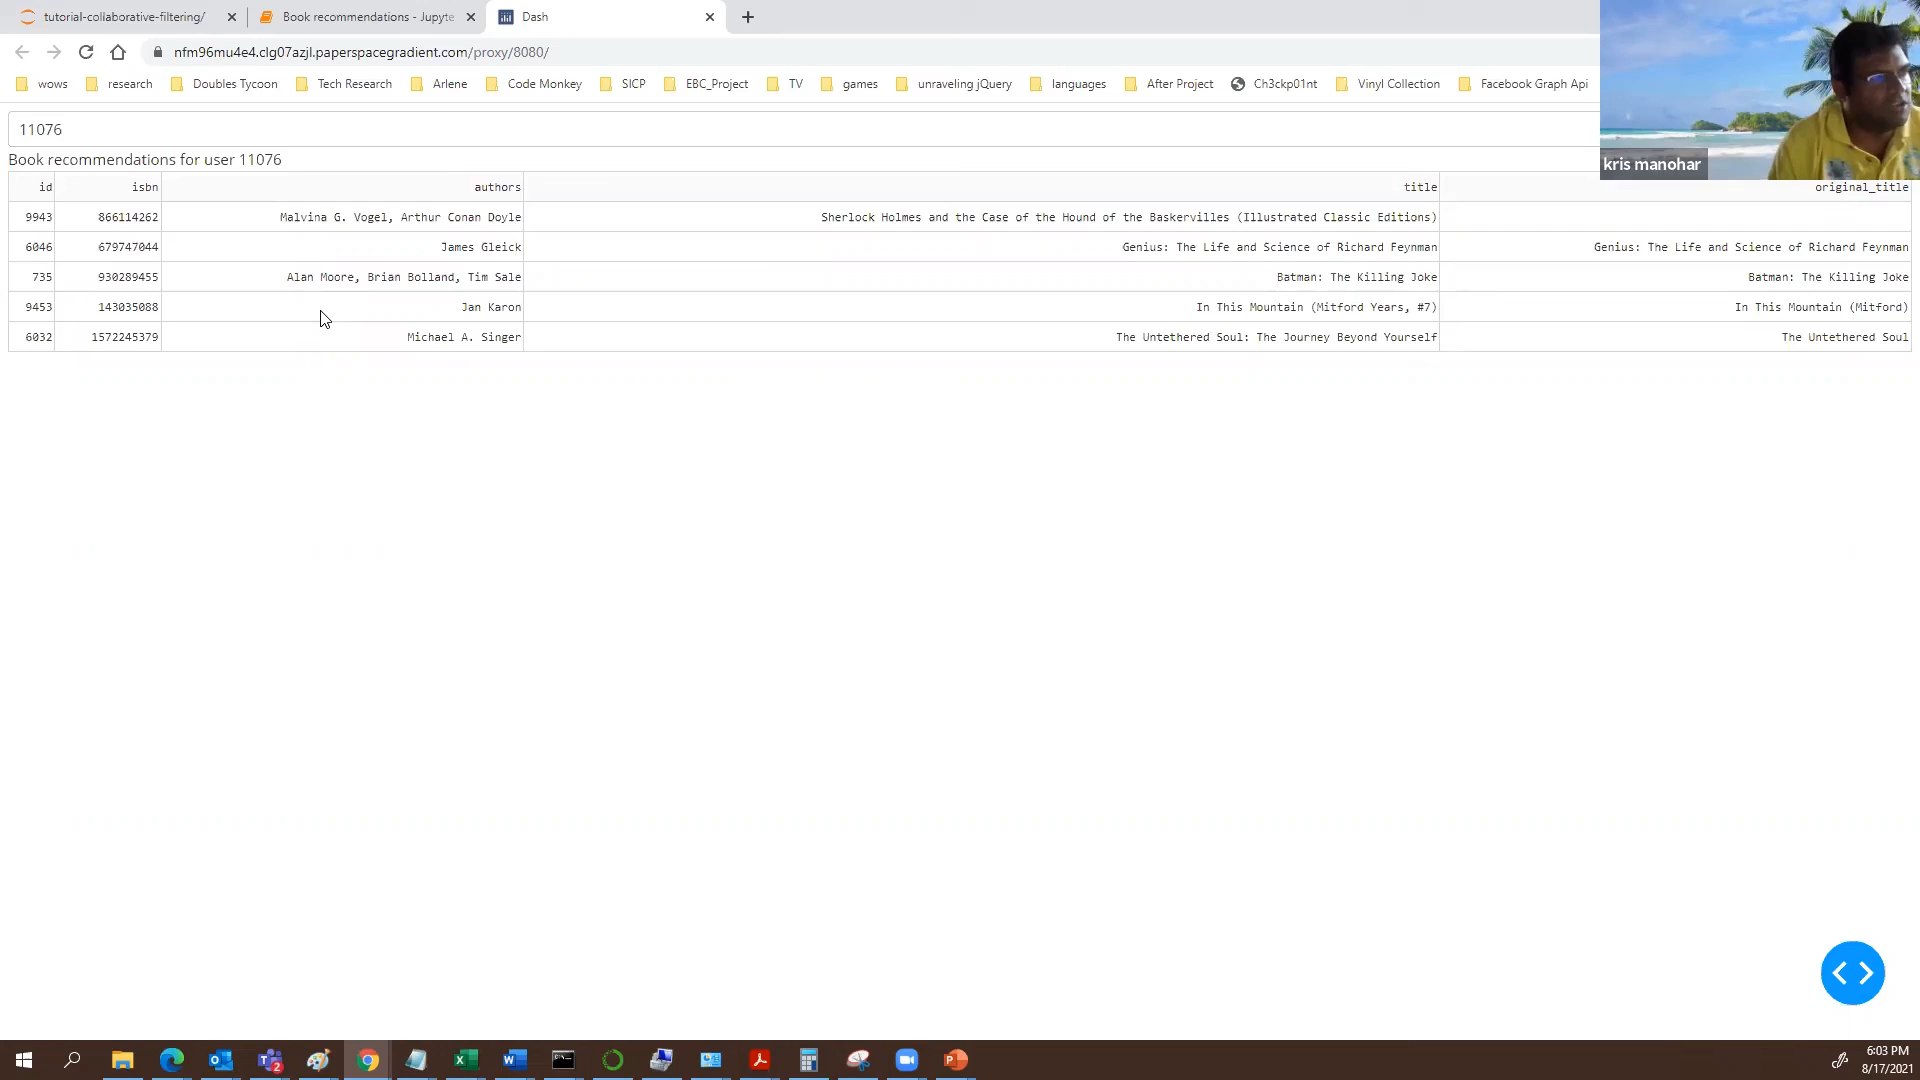 tutorial-collaborative-filtering/
Book recommendations - Jupyte
Dash
nfm96mu4e4.clg07azjl.paperspacegradient.com/proxy/8080/
wows research Doubles Tycoon Tech Research Arlene Code Monkey SICP EBC_Project TV games unraveling jQuery languages After Project Ch3ckp01nt Vinyl Collection Facebook Graph Api
kris manohar
11076
Book recommendations for user 11076
id isbn authors title original_title
9943 866114262 Malvina G. Vogel, Arthur Conan Doyle Sherlock Holmes and the Case of the Hound of the Baskervilles (Illustrated Classic Editions)
6046 679747044 James Gleick Genius: The Life and Science of Richard Feynman Genius: The Life and Science of Richard Feynman
735 930289455 Alan Moore, Brian Bolland, Tim Sale Batman: The Killing Joke Batman: The Killing Joke
9453 143035088 Jan Karon In This Mountain (Mitford Years, #7) In This Mountain (Mitford)
6032 1572245379 Michael A. Singer The Untethered Soul: The Journey Beyond Yourself The Untethered Soul
6:03 PM
8/17/2021